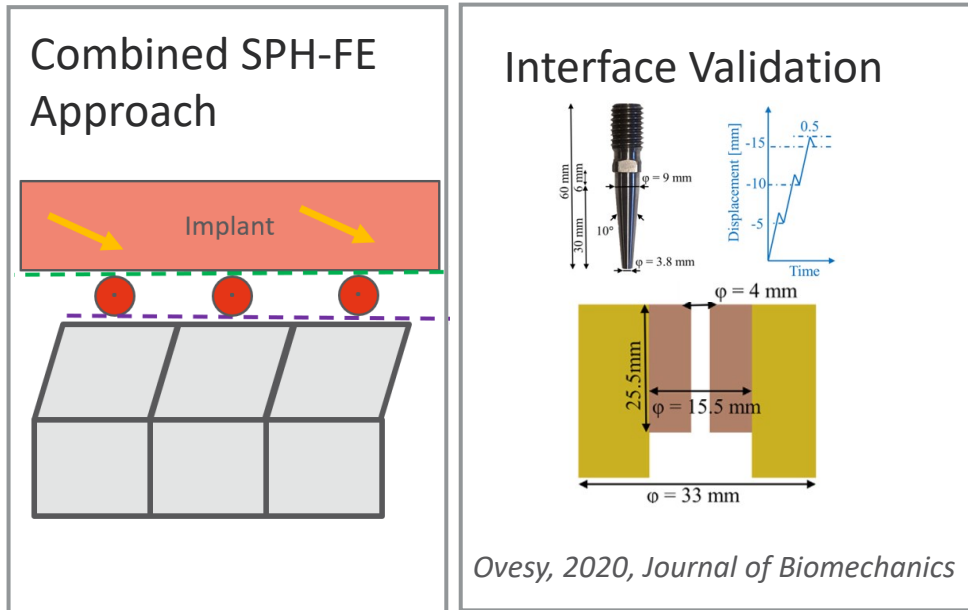 Combined SPH-FE
Approach
Implant
Interface Validation
60 mm
6 mm
30 mm
φ = 9 mm
10°
φ = 3.8 mm
Displacement [mm]
-15
-10
-5
0.5
Time
φ = 4 mm
25.5mm
φ = 15.5 mm
φ = 33 mm
Ovesy, 2020, Journal of Biomechanics